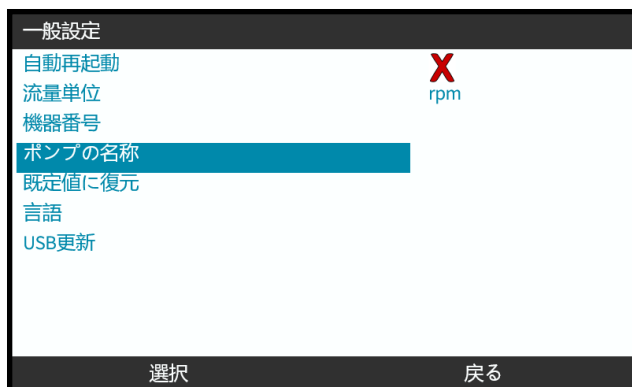 一般設定
自動再起動
流量単位 rpm
機器番号
ポンプの名称
既定値に復元
言語
USB更新
選択 戻る